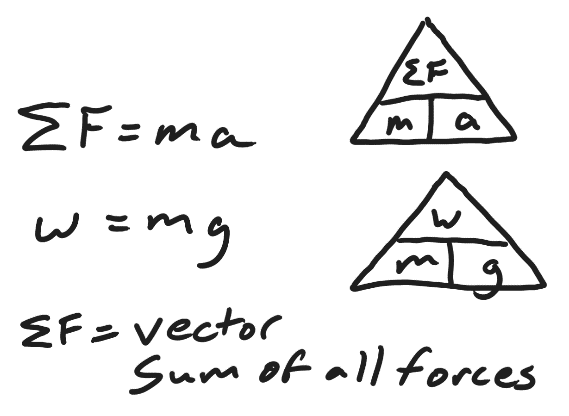 ΣF
m a
ΣF = ma
w
w = mg
m g
ΣF = vector
Sum of all forces